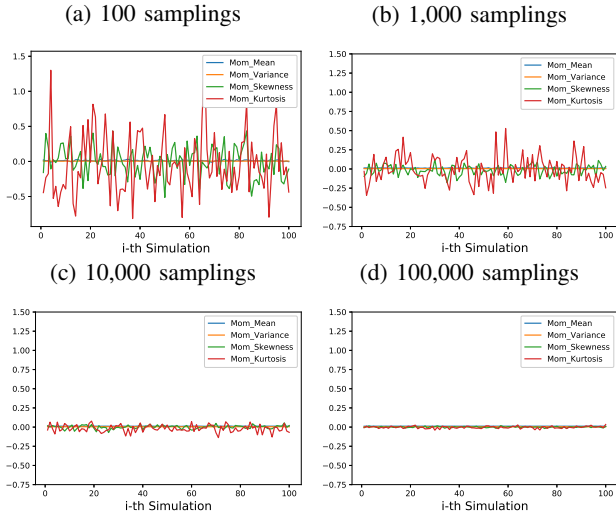 (a) 100 samplings
1.5
1.0
0.5
0.0
−0.5
0
20
40
60
80
100
i-th Simulation
Mom_Mean
Mom_Variance
Mom_Skewness
Mom_Kurtosis
(b) 1,000 samplings
1.50
1.25
1.00
0.75
0.50
0.25
0.00
−0.25
−0.50
−0.75
0
20
40
60
80
100
i-th Simulation
Mom_Mean
Mom_Variance
Mom_Skewness
Mom_Kurtosis
(c) 10,000 samplings
1.50
1.25
1.00
0.75
0.50
0.25
0.00
−0.25
−0.50
−0.75
0
20
40
60
80
100
Mom_Mean
Mom_Variance
Mom_Skewness
Mom_Kurtosis
(d) 100,000 samplings
1.50
1.25
1.00
0.75
0.50
0.25
0.00
−0.25
−0.50
−0.75
0
20
40
60
80
100
Mom_Mean
Mom_Variance
Mom_Skewness
Mom_Kurtosis